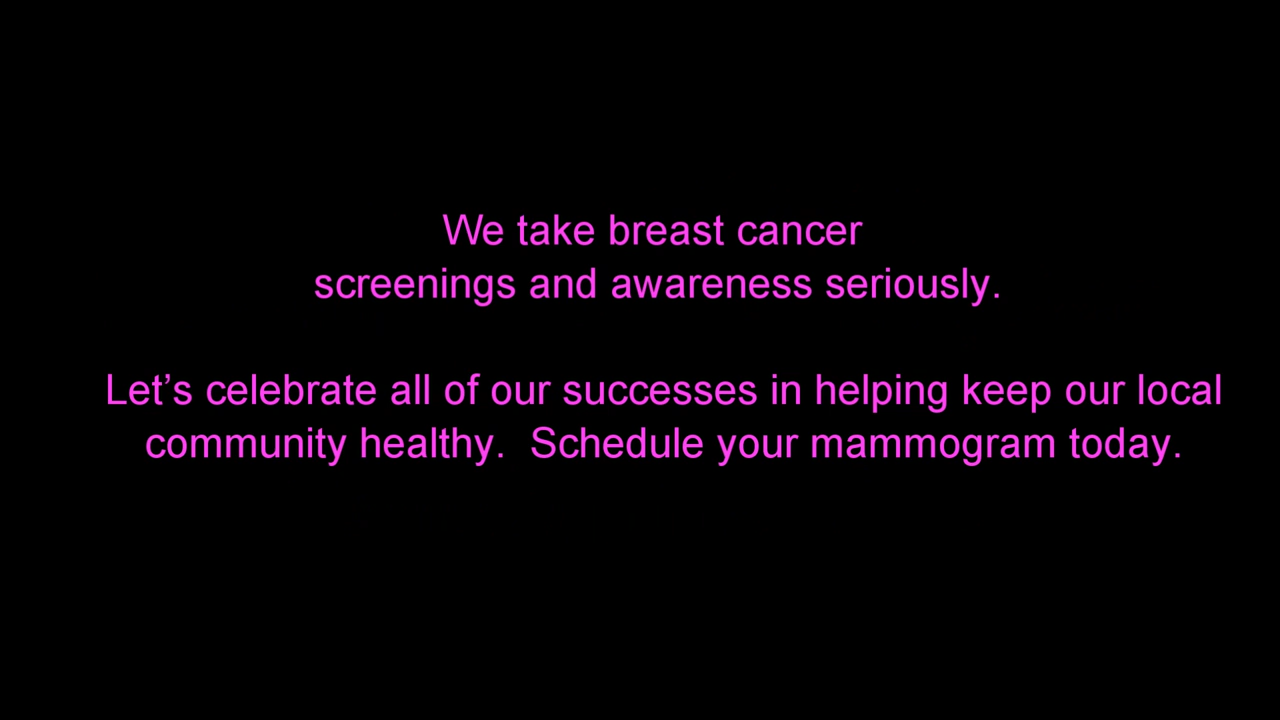 We take breast cancer
screenings and awareness seriously.
Let’s celebrate all of our successes in helping keep our local
community healthy.  Schedule your mammogram today.